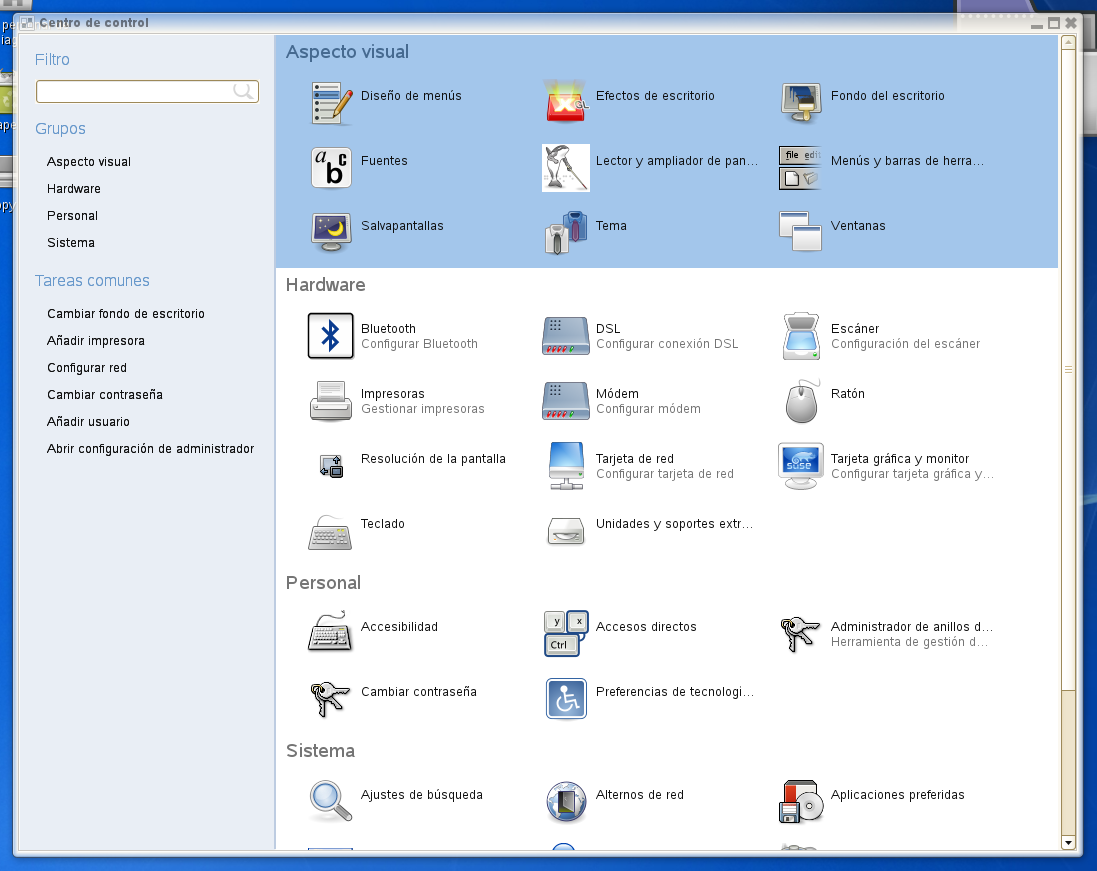 Centro de control
Filtro
Grupos
Aspecto visual
Hardware
Personal
Sistema
Tareas comunes
Cambiar fondo de escritorio
Añadir impresora
Configurar red
Cambiar contraseña
Añadir usuario
Abrir configuración de administrador
Aspecto visual
Diseño de menús
GL
Efectos de escritorio
Fondo del escritorio
a b c
Fuentes
Lector y ampliador de pan...
file edit
Menús y barras de herra...
Salvapantallas
Tema
Ventanas
Hardware
Bluetooth
Configurar Bluetooth
DSL
Configurar conexión DSL
Escáner
Configuración del escáner
Impresoras
Gestionar impresoras
Módem
Configurar módem
Ratón
Resolución de la pantalla
Tarjeta de red
Configurar tarjeta de red
suse
Tarjeta gráfica y monitor
Configurar tarjeta gráfica y...
Teclado
Unidades y soportes extr...
Personal
Accesibilidad
y x
Ctrl
Accesos directos
Administrador de anillos d...
Herramienta de gestión d...
Cambiar contraseña
Preferencias de tecnologi...
Sistema
Ajustes de búsqueda
Alternos de red
Aplicaciones preferidas